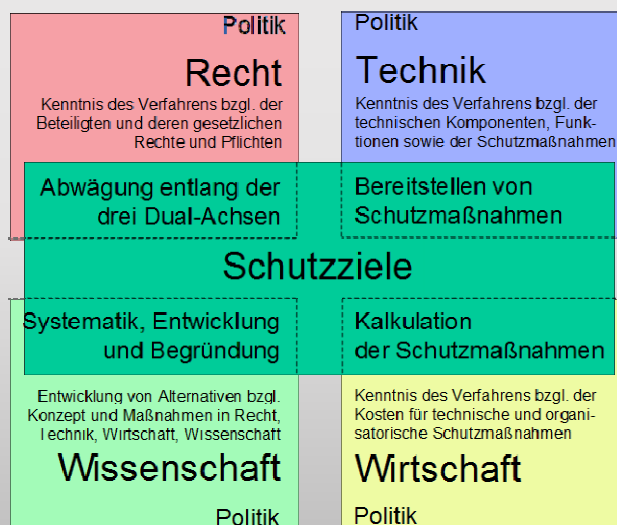 Politik
Recht
Kenntnis des Verfahrens bzgl. der
Beteiligten und deren gesetzlichen
Rechte und Pflichten
Abwägung entlang der
drei Dual-Achsen
Politik
Technik
Kenntnis des Verfahrens bzgl. der
technischen Komponenten, Funk-
tionen sowie der Schutzmaßnahmen
Bereitstellen von
Schutzmaßnahmen
Schutzziele
Systematik, Entwicklung
und Begründung
Entwicklung von Alternativen bzgl.
Konzept und Maßnahmen in Recht,
Technik, Wirtschaft, Wissenschaft
Wissenschaft
Politik
Kalkulation
der Schutzmaßnahmen
Kenntnis des Verfahrens bzgl. der
Kosten für technische und organi-
satorische Schutzmaßnahmen
Wirtschaft
Politik